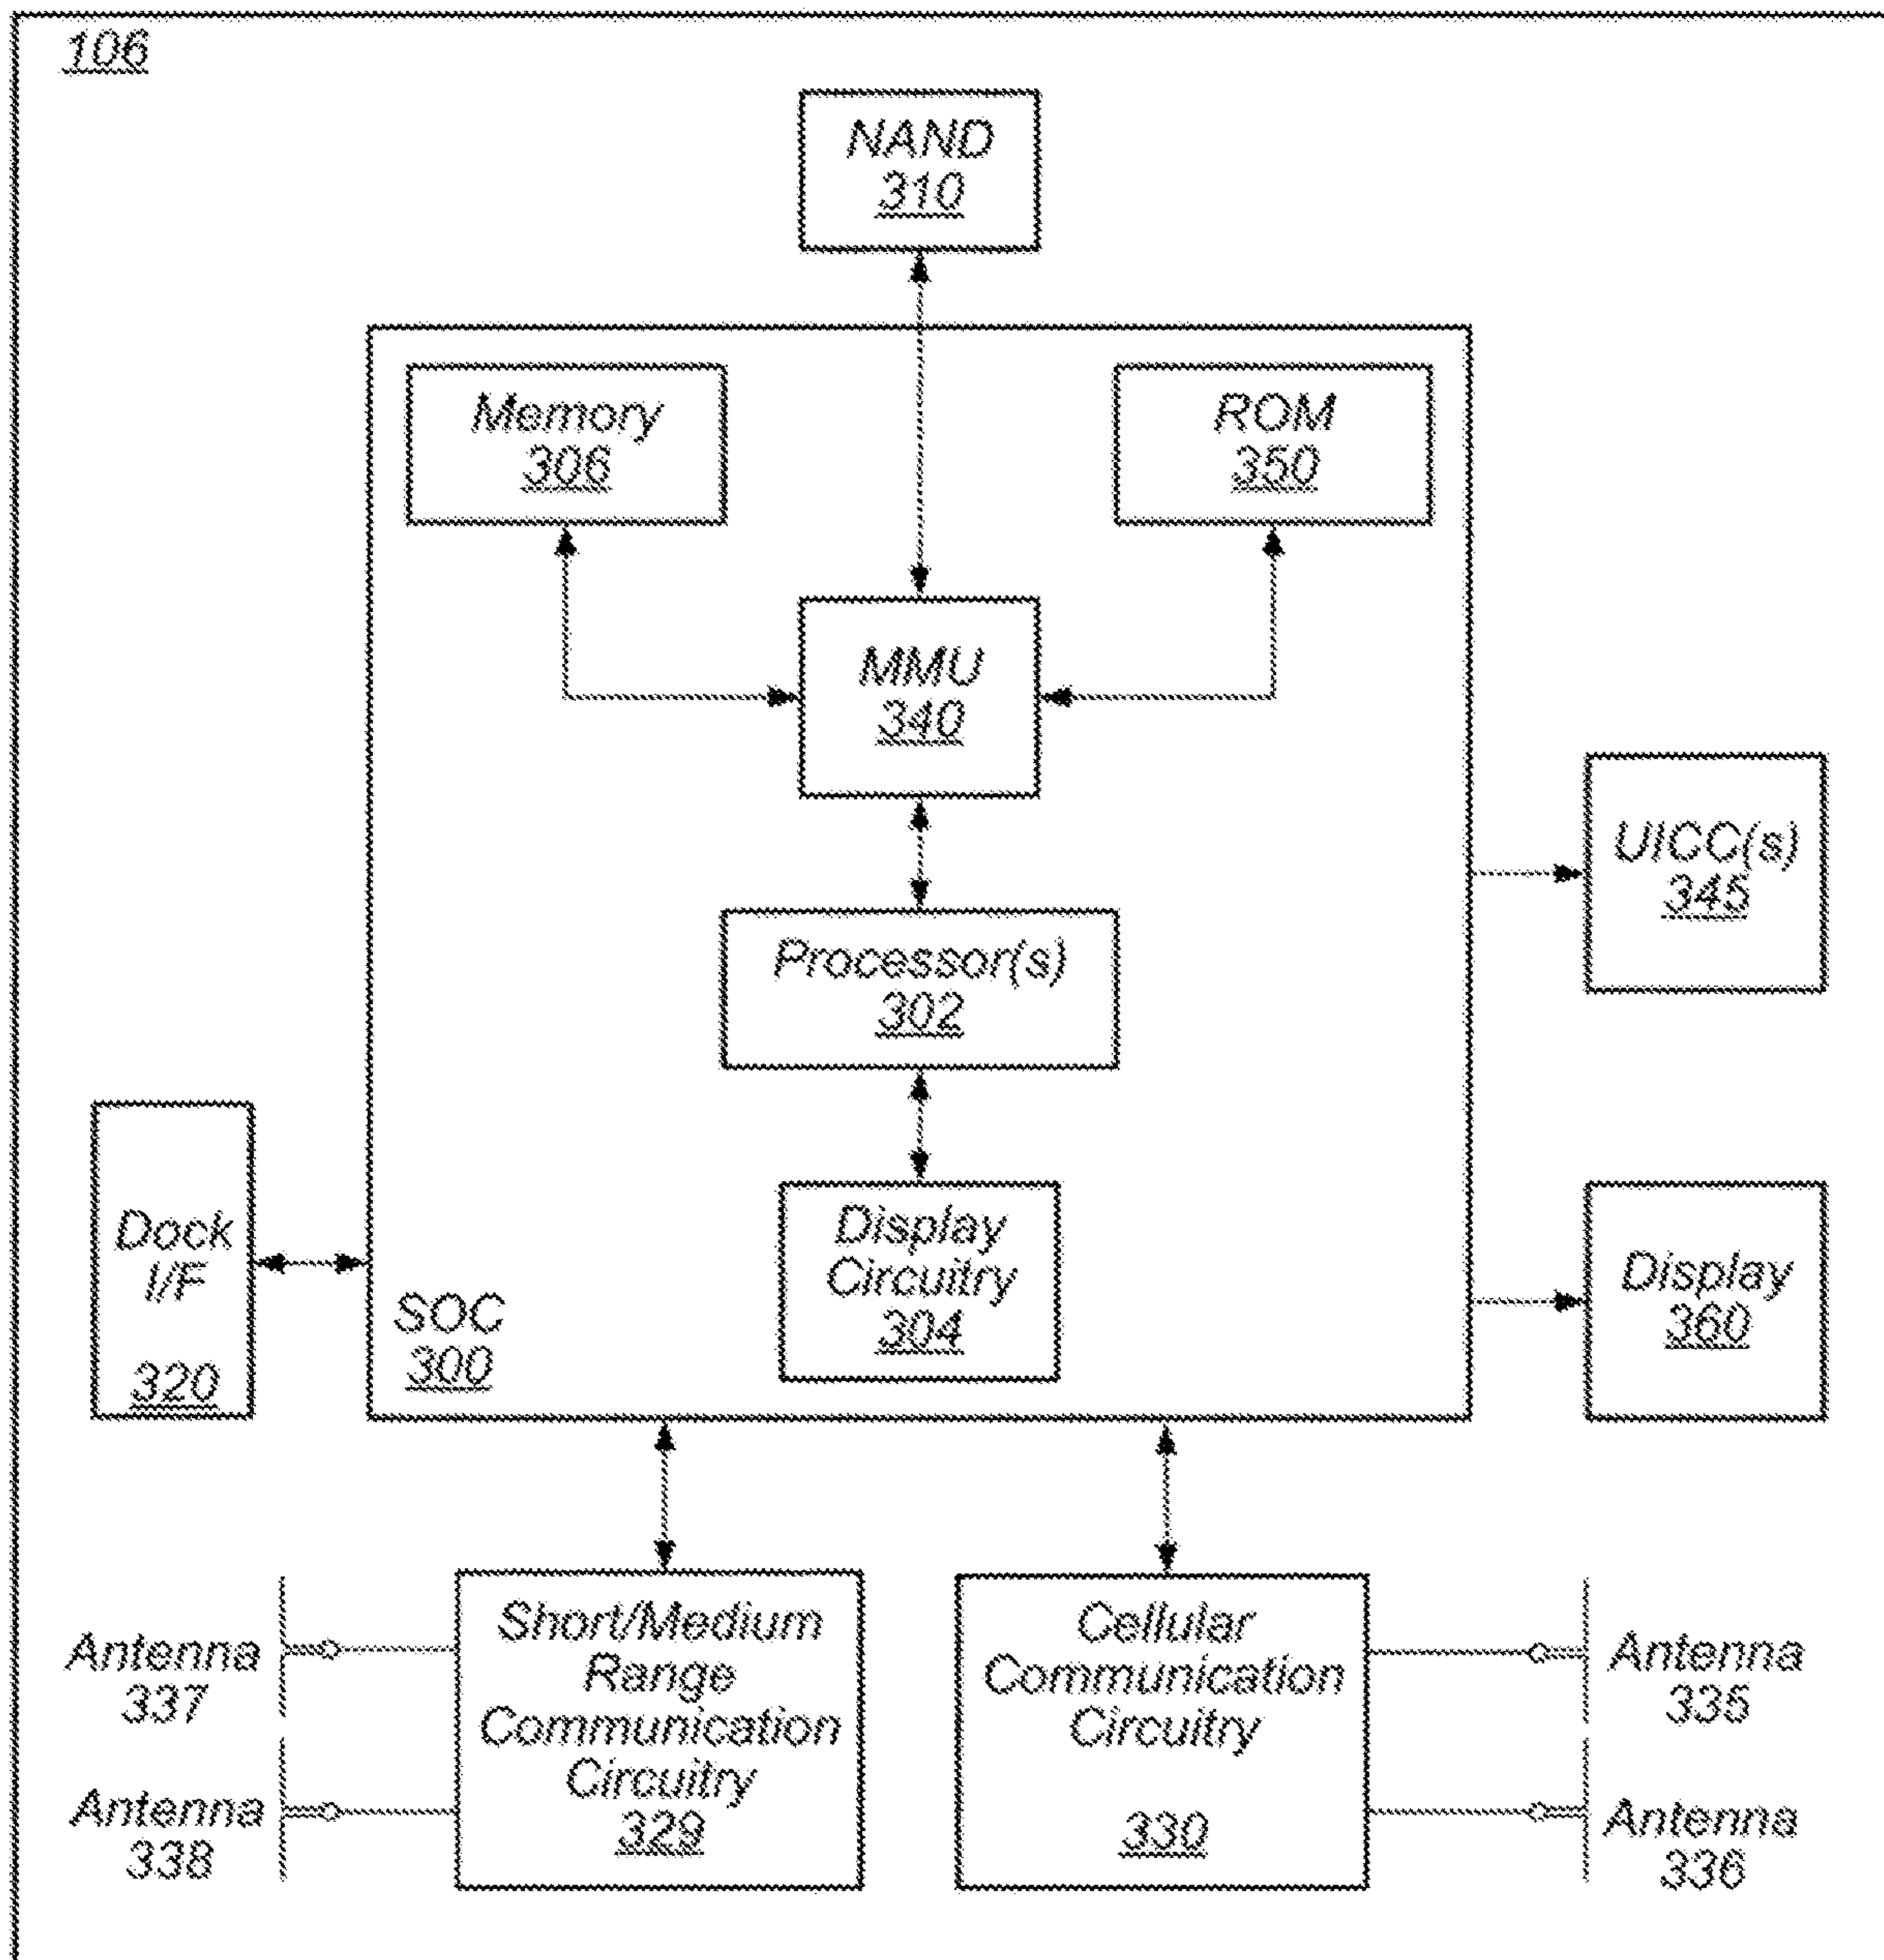 106
NAND
310
Memory
306
ROM
350
MMU
340
UICC(s)
345
Processor(s)
302
Dock
I/F
320
Display
Circuitry
304
SOC
300
Display
360
Antenna
337
Antenna
338
Short/Medium
Range
Communication
Circuitry
329
Cellular
Communication
Circuitry
330
Antenna
335
Antenna
336